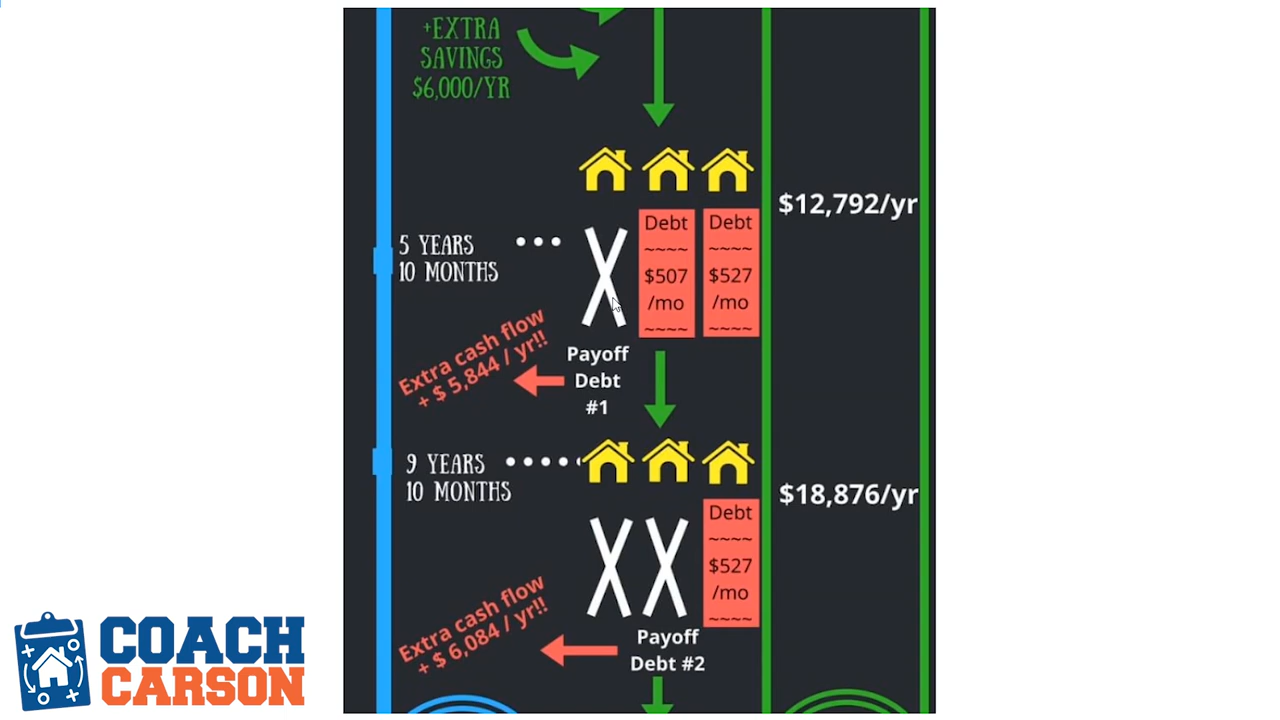 +EXTRA
SAVINGS
$6,000/YR
$12,792/yr
Debt
~~~~
$507
/mo
~~~~
Debt
~~~~
$527
/mo
~~~~
5 YEARS
10 MONTHS
X
Extra cash flow
+ $ 5,844 / yr!!
Payoff
Debt
#1
9 YEARS
10 MONTHS
$18,876/yr
Debt
~~~~
$527
/mo
~~~~
XX
Extra cash flow
+ $ 6,084 / yr!!
Payoff
Debt #2
COACH
CARSON